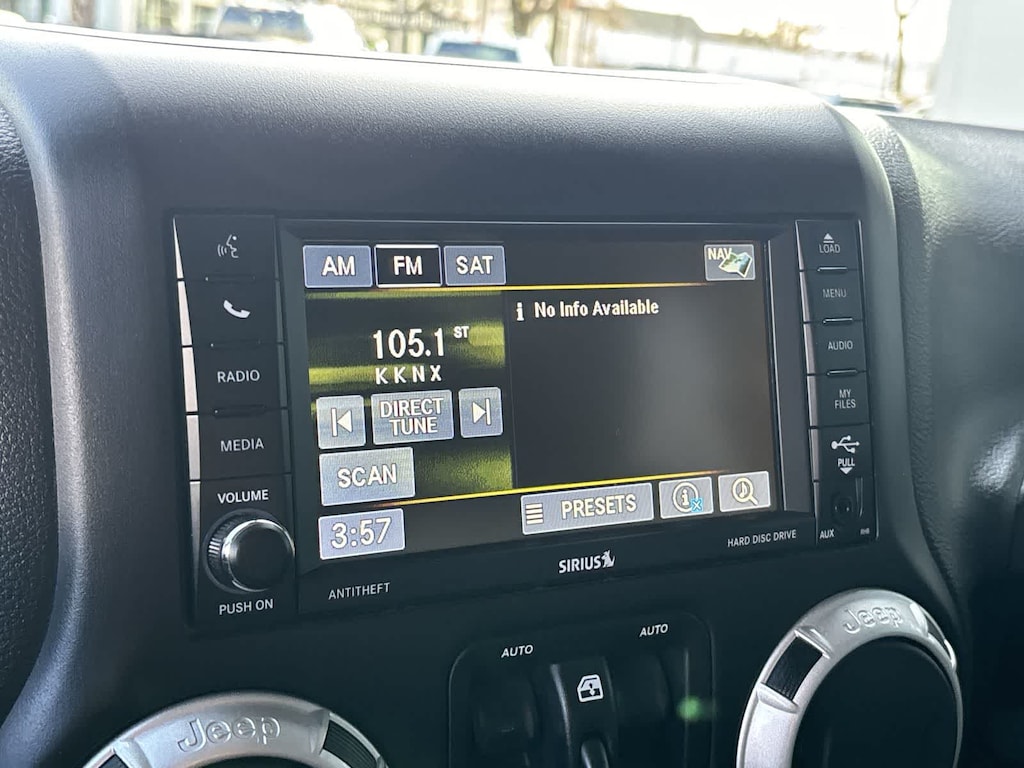 AM
FM
SAT
NAV
105.1 ST
KKNX
DIRECT
TUNE
SCAN
3:57
i No Info Available
PRESETS
i x
RADIO
MEDIA
VOLUME
PUSH ON
LOAD
MENU
AUDIO
MY
FILES
PULL
AUX
ANTITHEFT
SIRIUS
HARD DISC DRIVE
AUTO
AUTO
Jeep
Jeep